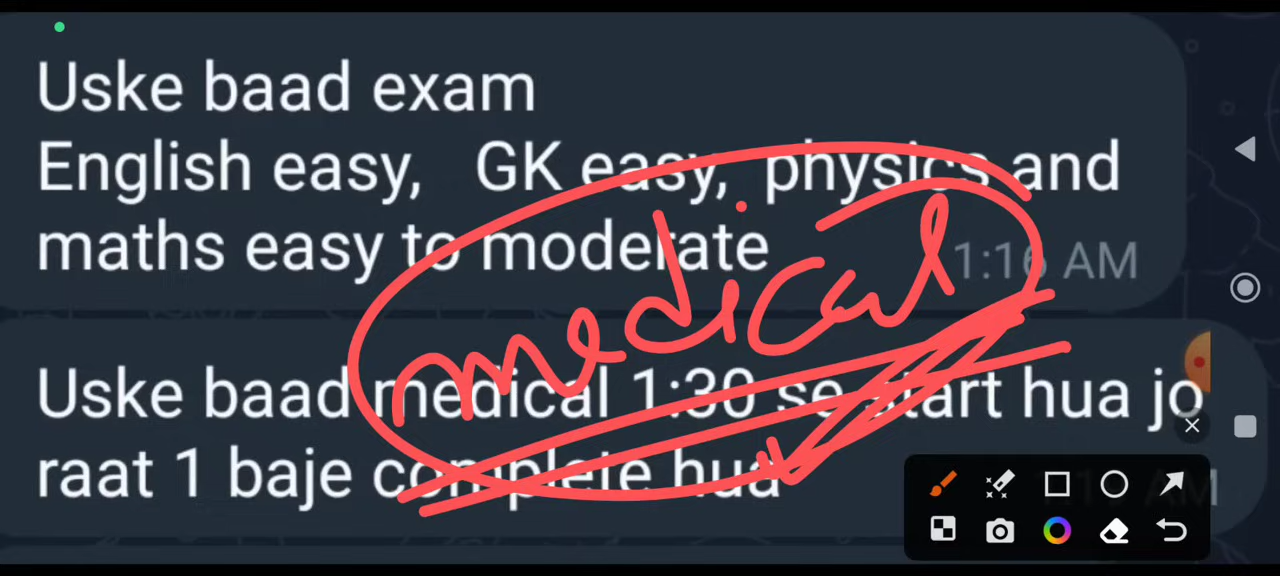 Uske baad exam
English easy, GK easy, physics and
maths easy to moderate
1:16 AM
medical
Uske baad medical 1:30 se start hua jo
raat 1 baje complete hua
AM